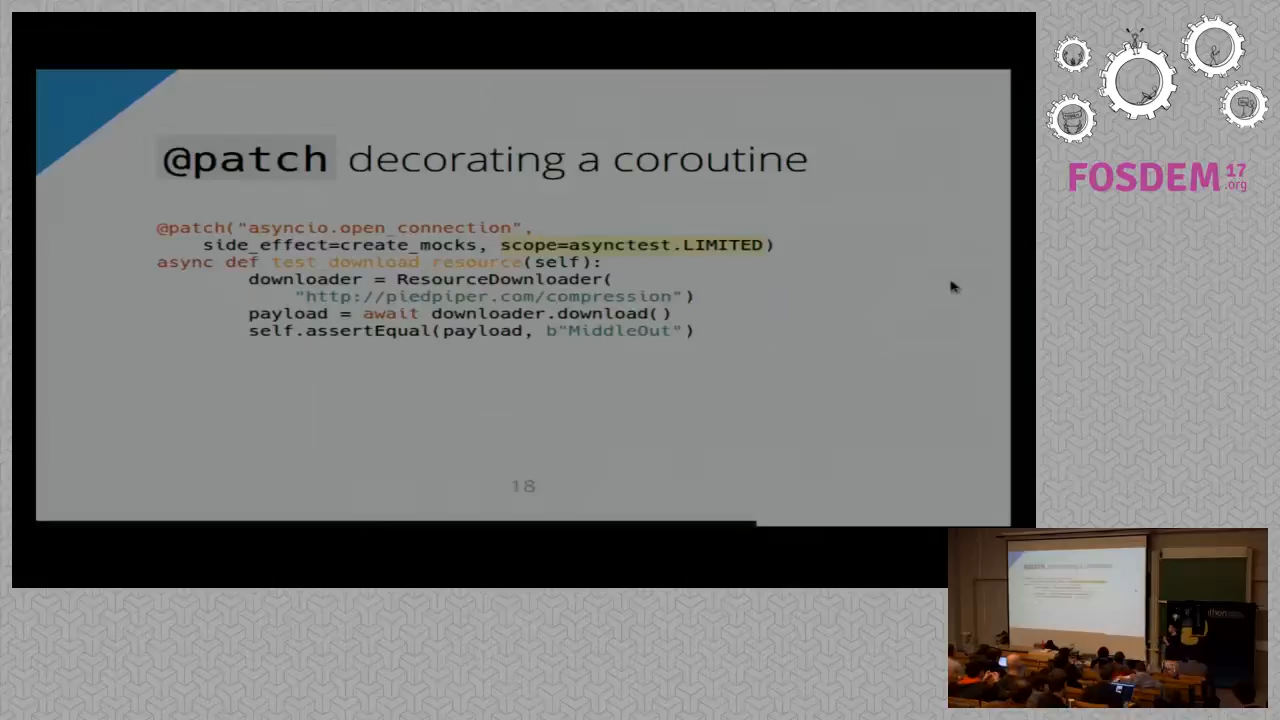 @patch decorating a coroutine
@patch("asyncio.open_connection",
side_effect=create_mocks, scope=asynctest.LIMITED)
async def test_download_resource(self):
downloader = ResourceDownloader(
"http://piedpiper.com/compression")
payload = await downloader.download()
self.assertEqual(payload, b"MiddleOut")
18
FOSDEM 17
.org